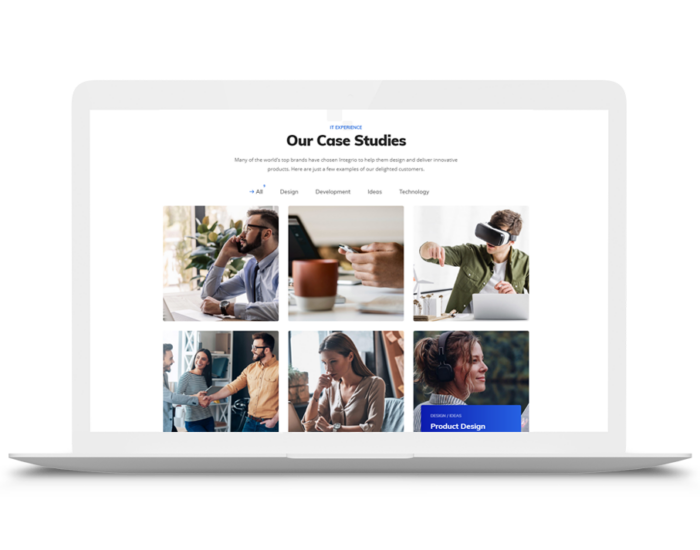 IT EXPERIENCE
Our Case Studies
Many of the world's top brands have chosen Integrio to help them design and deliver innovative
products. Here are just a few examples of our delighted customers.
All Design Development Ideas Technology
DESIGN / IDEAS
Product Design